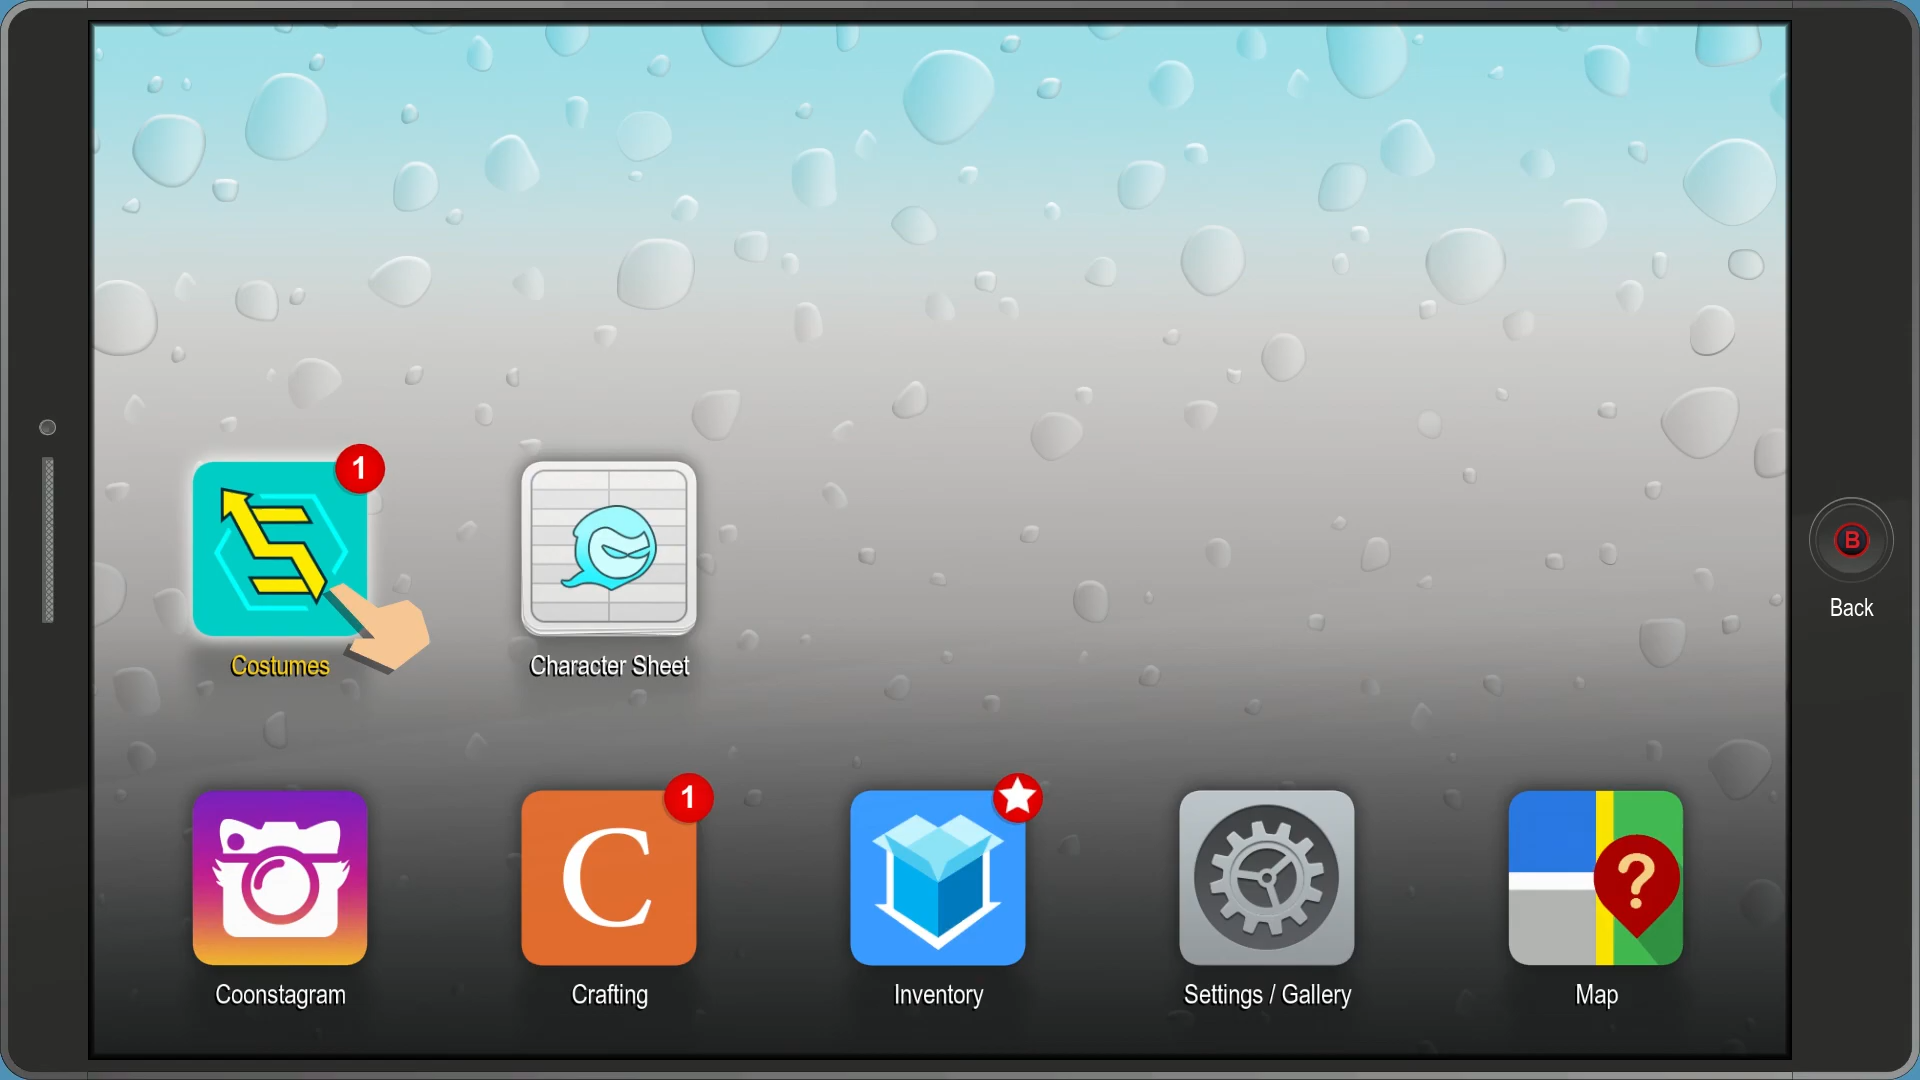 1
Costumes
Character Sheet
B
Back
1
C
?
Coonstagram
Crafting
Inventory
Settings / Gallery
Map